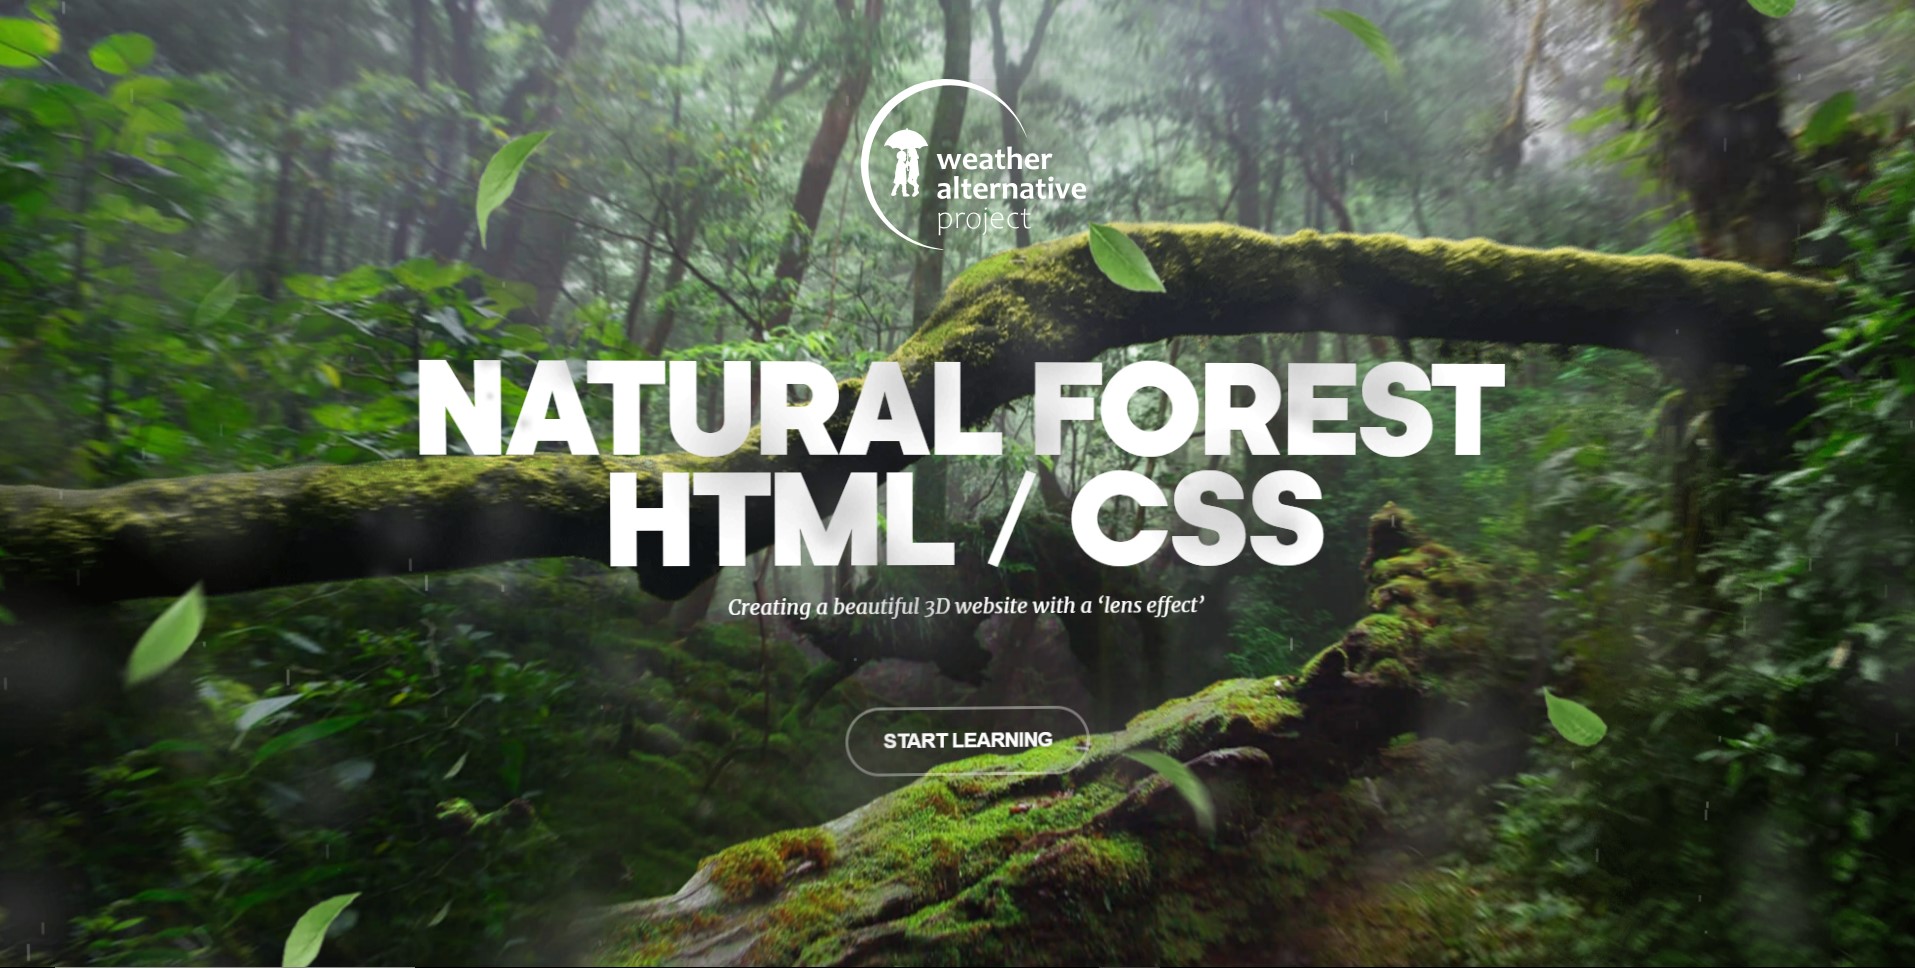 weather
alternative
project
NATURAL FOREST
HTML / CSS
Creating a beautiful 3D website with a ‘lens effect’
START LEARNING